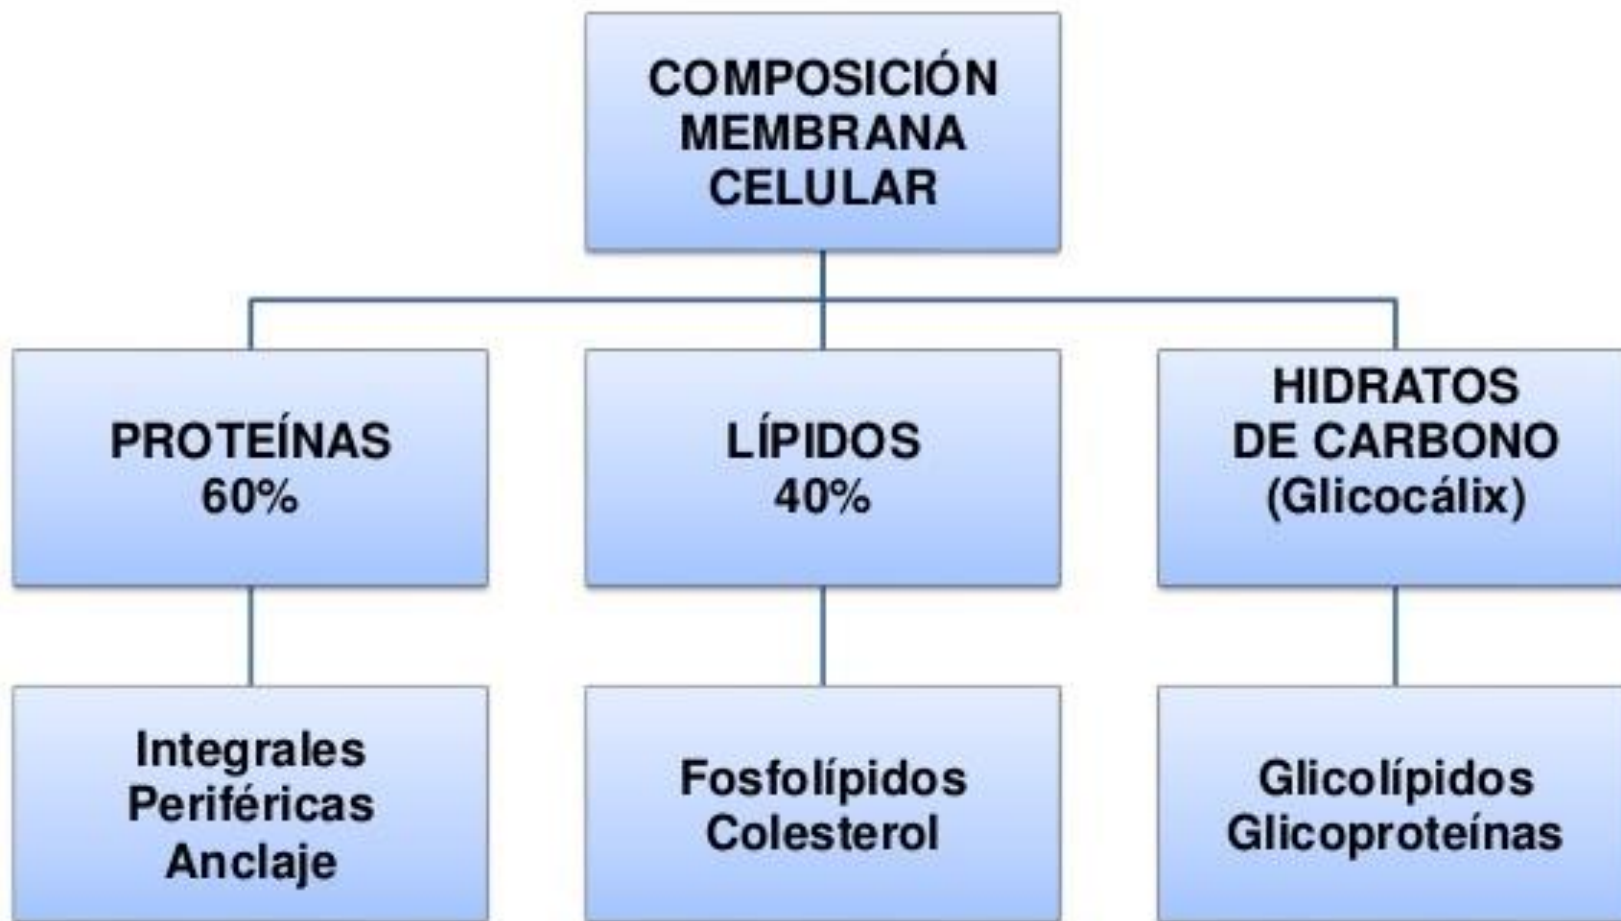 COMPOSICIÓN
MEMBRANA
CELULAR
PROTEÍNAS
60%
LÍPIDOS
40%
HIDRATOS
DE CARBONO
(Glicocálix)
Integrales
Periféricas
Anclaje
Fosfolípidos
Colesterol
Glicolípidos
Glicoproteínas